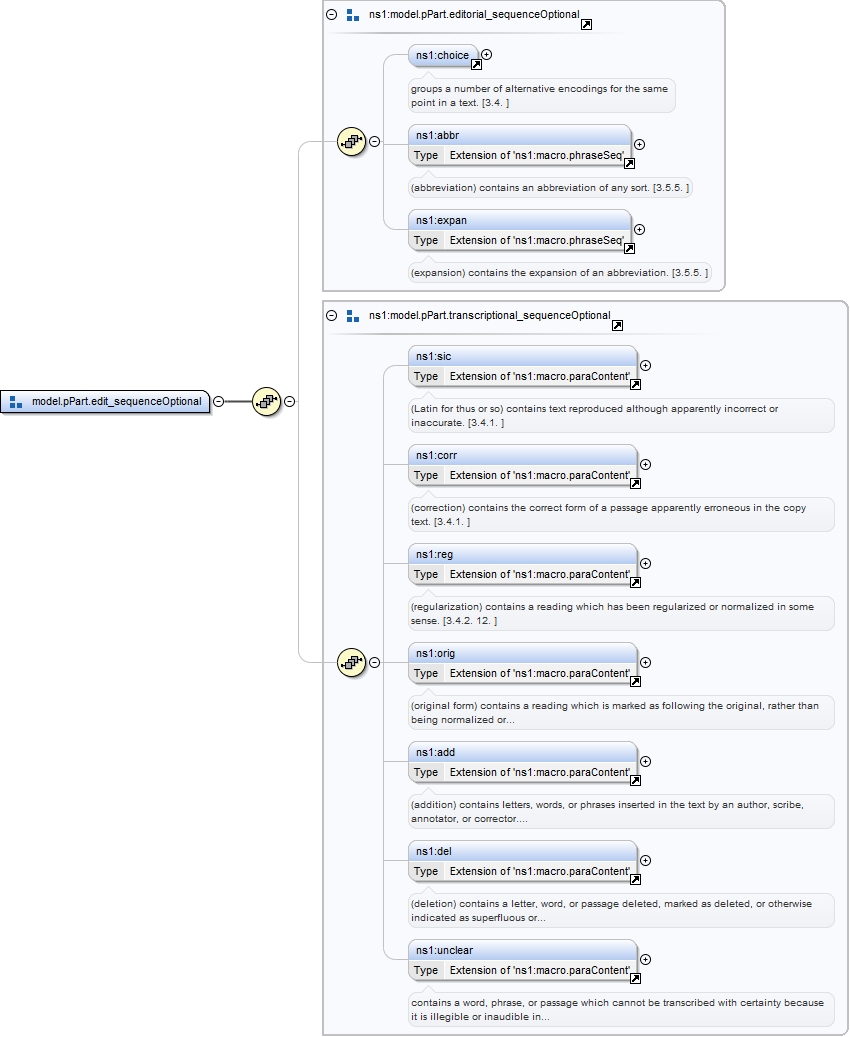 ns1:model.pPart.editorial_sequenceOptional
ns1:choice
groups a number of alternative encodings for the same
point in a text. [3.4. ]
ns1:abbr
Type Extension of 'ns1:macro.phraseSeq'
(abbreviation) contains an abbreviation of any sort. [3.5.5. ]
ns1:expan
Type Extension of 'ns1:macro.phraseSeq'
(expansion) contains the expansion of an abbreviation. [3.5.5. ]
ns1:model.pPart.transcriptional_sequenceOptional
ns1:sic
Type Extension of 'ns1:macro.paraContent'
(Latin for thus or so) contains text reproduced although apparently incorrect or
inaccurate. [3.4.1. ]
model.pPart.edit_sequenceOptional
ns1:corr
Type Extension of 'ns1:macro.paraContent'
(correction) contains the correct form of a passage apparently erroneous in the copy
text. [3.4.1. ]
ns1:reg
Type Extension of 'ns1:macro.paraContent'
(regularization) contains a reading which has been regularized or normalized in some
sense. [3.4.2. 12. ]
ns1:orig
Type Extension of 'ns1:macro.paraContent'
(original form) contains a reading which is marked as following the original, rather than
being normalized or...
ns1:add
Type Extension of 'ns1:macro.paraContent'
(addition) contains letters, words, or phrases inserted in the text by an author, scribe,
annotator, or corrector....
ns1:del
Type Extension of 'ns1:macro.paraContent'
(deletion) contains a letter, word, or passage deleted, marked as deleted, or otherwise
indicated as superfluous or...
ns1:unclear
Type Extension of 'ns1:macro.paraContent'
contains a word, phrase, or passage which cannot be transcribed with certainty because
it is illegible or inaudible in...